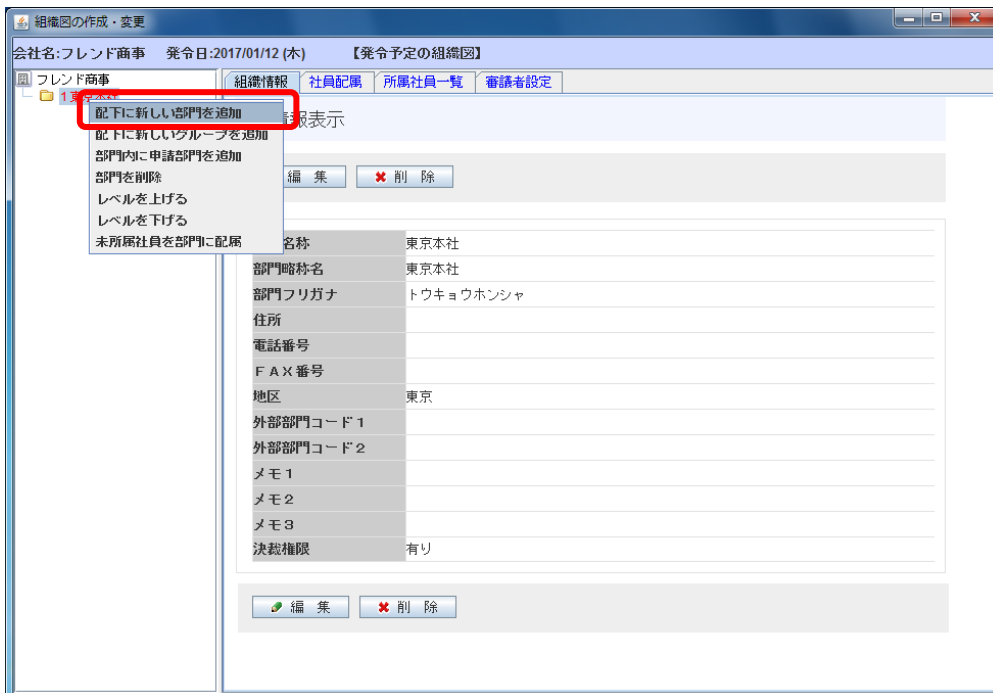 組織図の作成・変更
会社名:フレンド商事 発令日:2017/01/12 (木) 【発令予定の組織図】
フレンド商事
組織情報 社員配属 所属社員一覧 審議者設定
1東京本社
配下に新しい部門を追加
報表示
配下に新しいグループを追加
部門内に申請部門を追加
部門を削除
編 集 削 除
レベルを上げる
レベルを下げる
未所属社員を部門に配属
名称 東京本社
部門略称名 東京本社
部門フリガナ トウキョウホンシャ
住所
電話番号
FAX番号
地区 東京
外部部門コード1
外部部門コード2
メモ1
メモ2
メモ3
決裁権限 有り
編 集 削 除